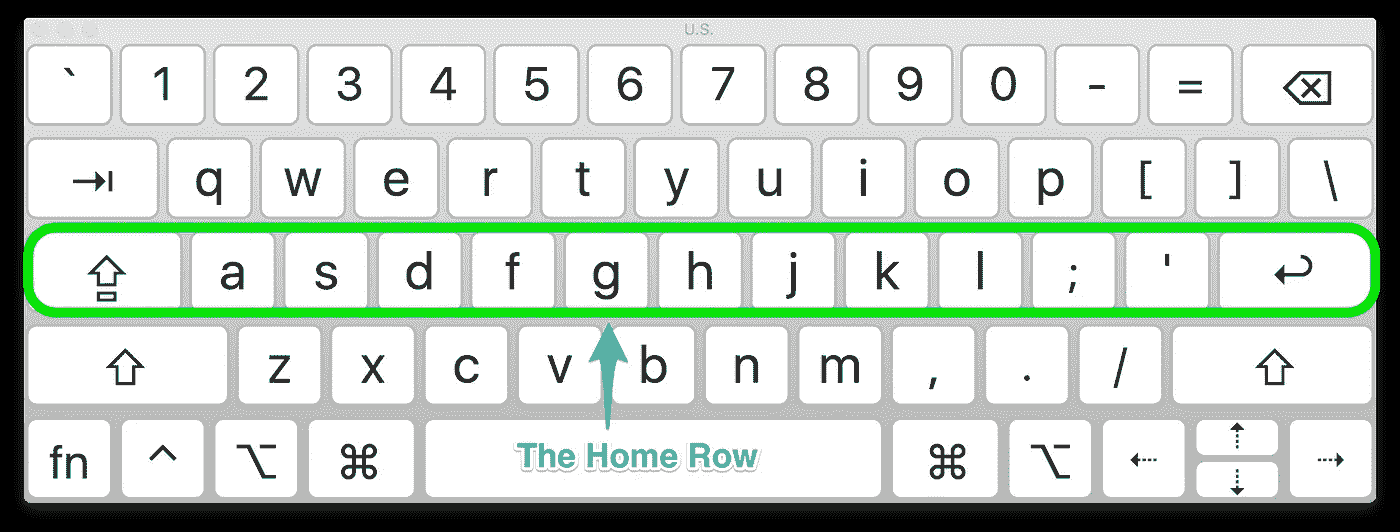 U.S.
` 1 2 3 4 5 6 7 8 9 0 - = ⌫
⇥ q w e r t y u i o p [ ] \
⇪ a s d f g h j k l ; ' ↩
⇧ z x c v b n m , . / ⇧
fn ^ ⌥ ⌘ ⌘ ⌥ ⇠ ⇡ ⇣ ⇢
The Home Row